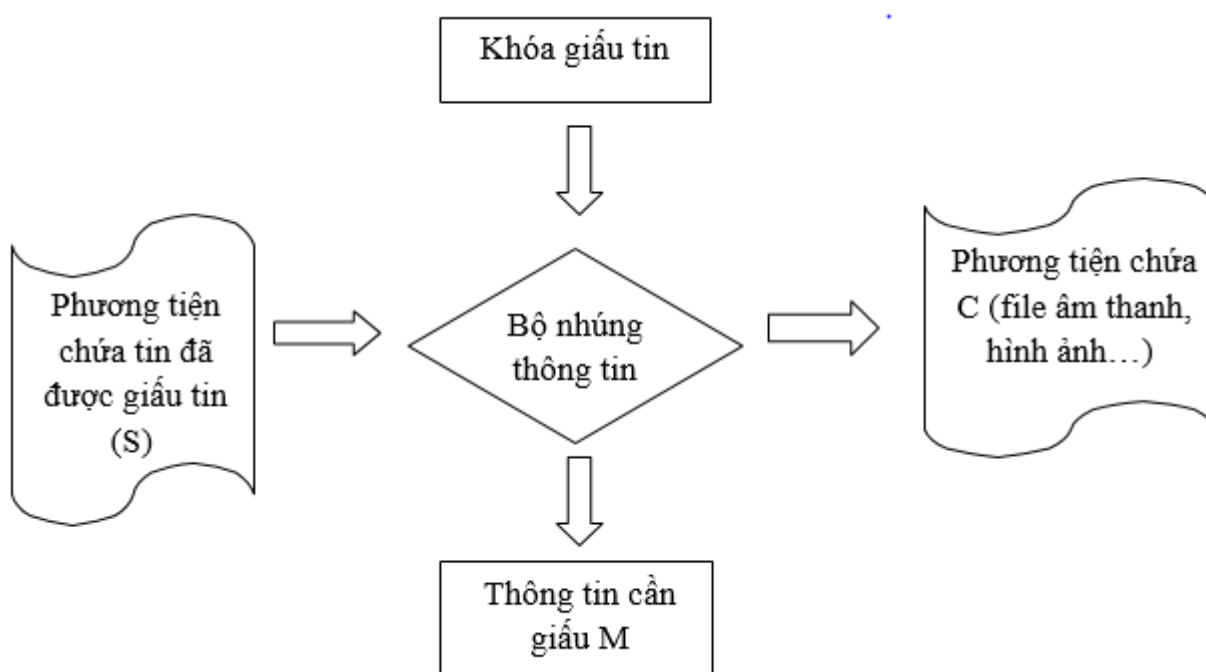 Khóa giấu tin
Phương tiện
chứa tin đã
được giấu tin
(S)
Bộ nhúng
thông tin
Phương tiện chứa
C (file âm thanh,
hình ảnh…)
Thông tin cần
giấu M